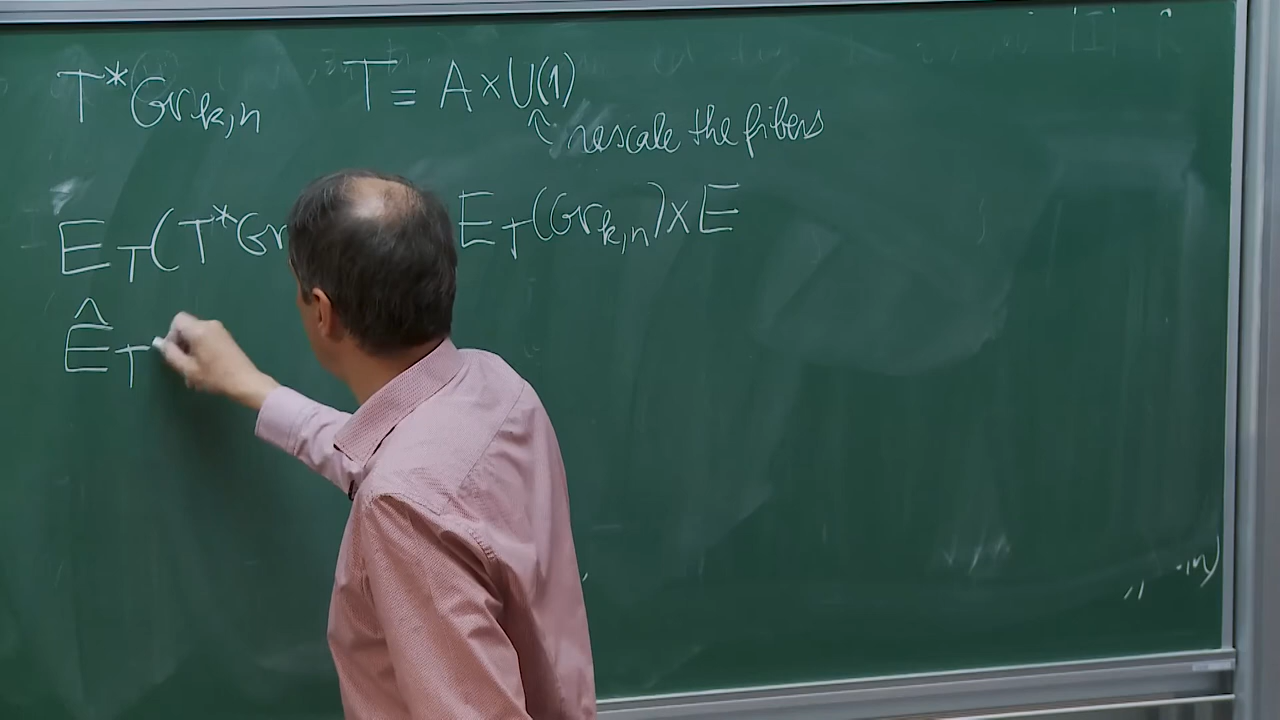 T*Gr_{k,n} T = A × U(1)
↑ rescale the fibers
E_T(T*Gr E_T(Gr_{k,n}) × E
Ê_T